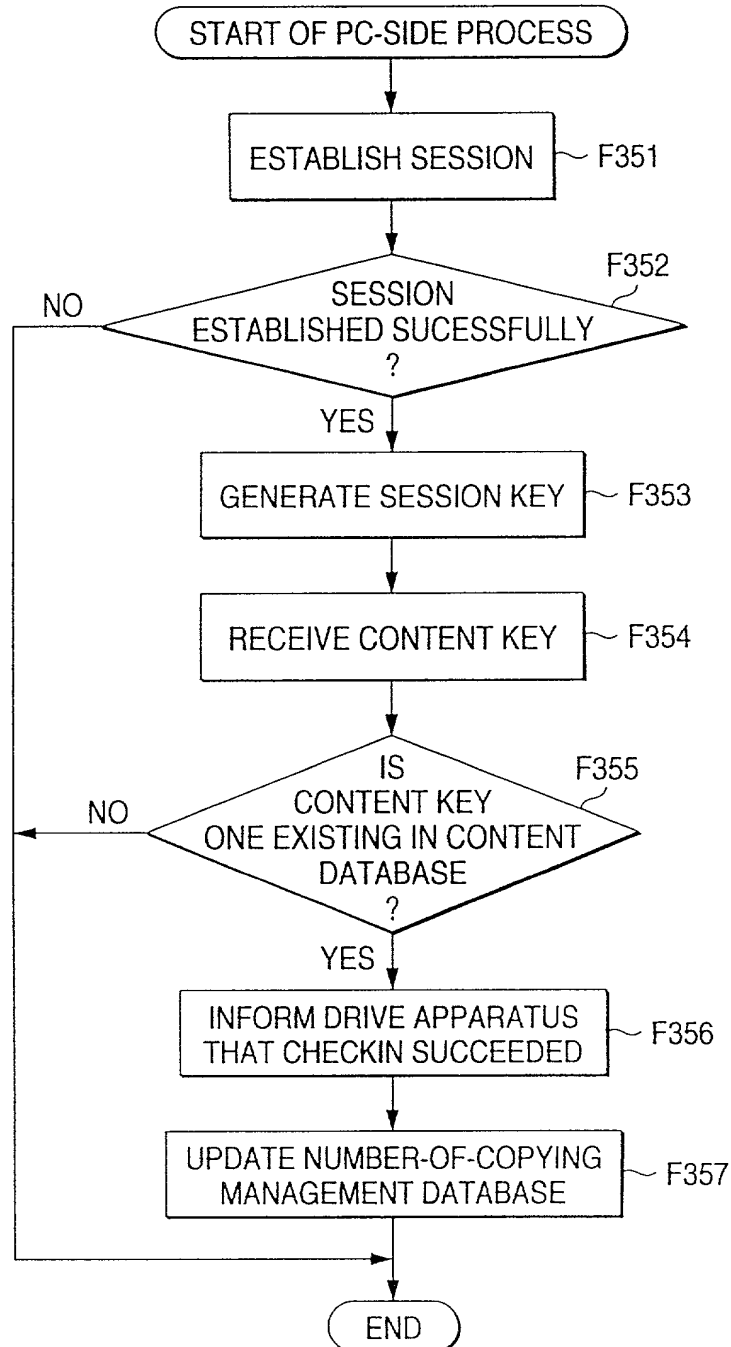 START OF PC-SIDE PROCESS
ESTABLISH SESSION
F351
F352
SESSION
ESTABLISHED SUCESSFULLY
?
NO
YES
GENERATE SESSION KEY
F353
RECEIVE CONTENT KEY
F354
F355
IS
CONTENT KEY
ONE EXISTING IN CONTENT
DATABASE
?
NO
YES
INFORM DRIVE APPARATUS
THAT CHECKIN SUCCEEDED
F356
UPDATE NUMBER-OF-COPYING
MANAGEMENT DATABASE
F357
END